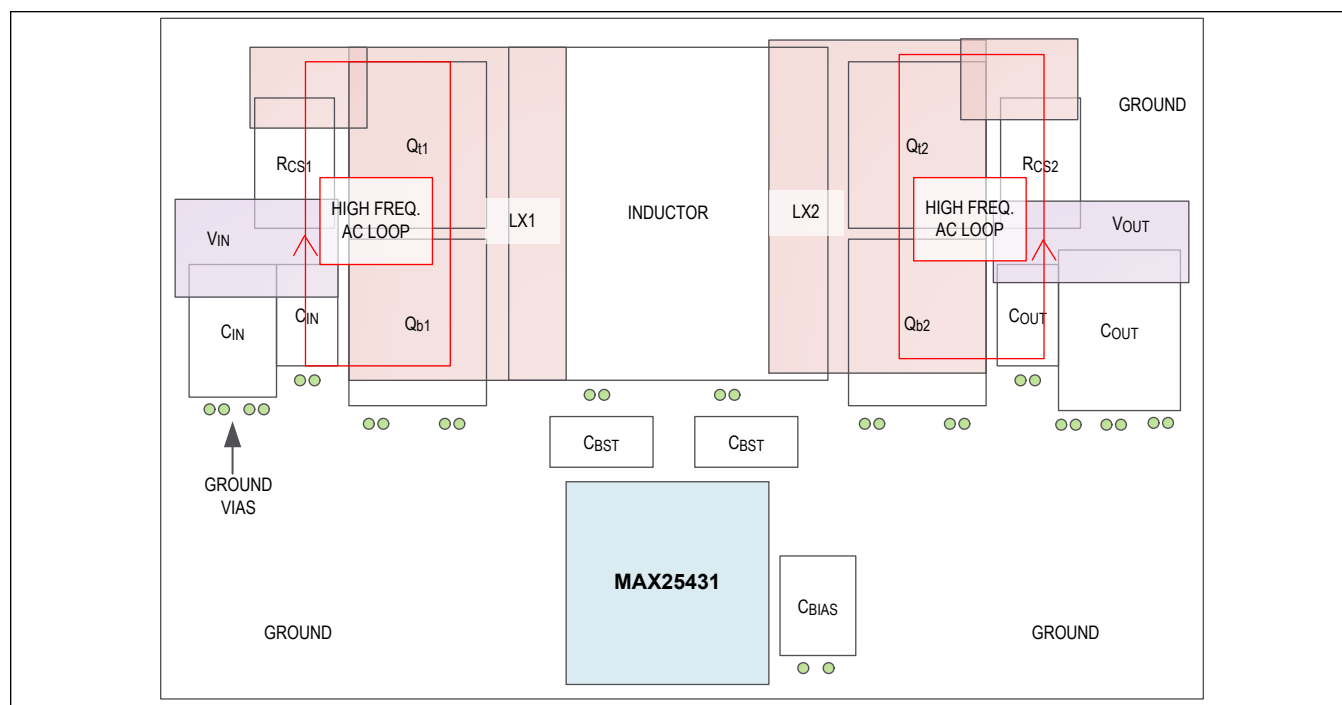 GROUND
Qt1
Qt2
RCS1
RCS2
HIGH FREQ.
AC LOOP
LX1
INDUCTOR
LX2
HIGH FREQ.
AC LOOP
VIN
VOUT
CIN
CIN
Qb1
Qb2
COUT
COUT
CBST
CBST
GROUND
VIAS
MAX25431
CBIAS
GROUND
GROUND